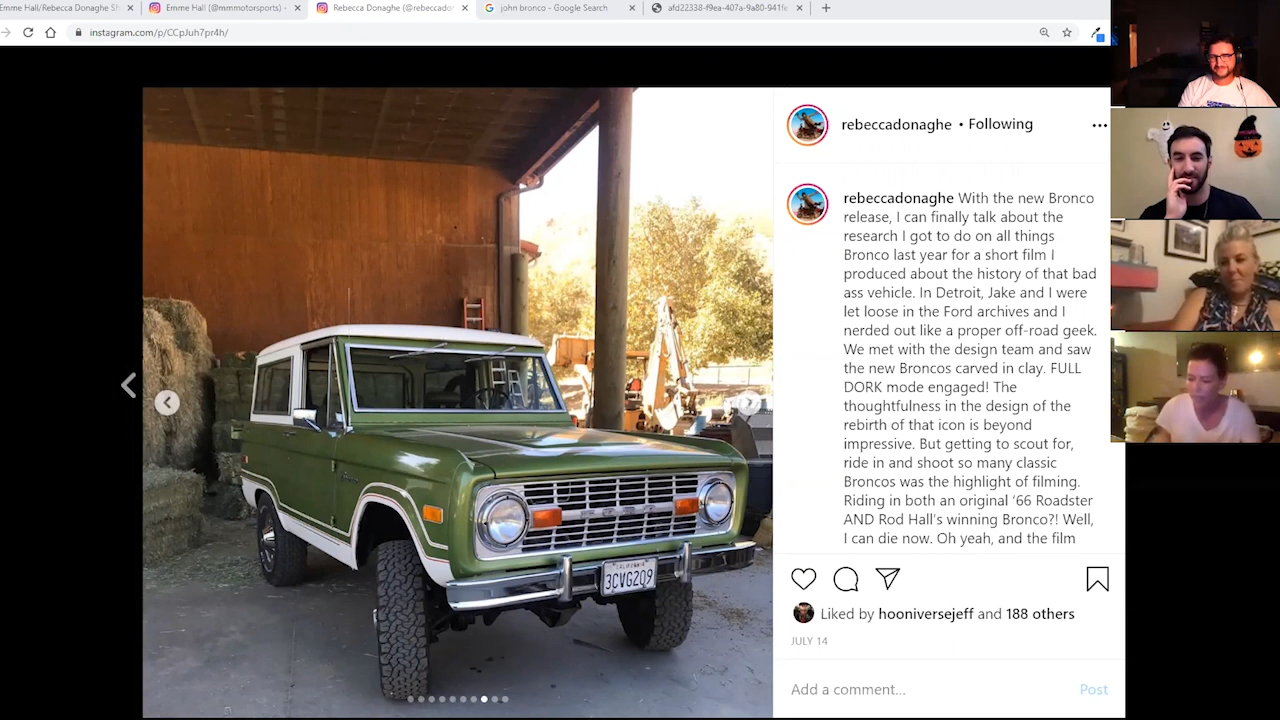 Emme Hall/Rebecca Donaghe Sh
Emme Hall (@mmmotorsports) •
Rebecca Donaghe (@rebeccado
john bronco - Google Search
afd22338-f9ea-407a-9a80-941fe
instagram.com/p/CCpJuh7pr4h/
rebeccadonaghe • Following
rebeccadonaghe With the new Bronco
release, I can finally talk about the
research I got to do on all things
Bronco last year for a short film I
produced about the history of that bad
ass vehicle. In Detroit, Jake and I were
let loose in the Ford archives and I
nerded out like a proper off-road geek.
We met with the design team and saw
the new Broncos carved in clay. FULL
DORK mode engaged! The
thoughtfulness in the design of the
rebirth of that icon is beyond
impressive. But getting to scout for,
ride in and shoot so many classic
Broncos was the highlight of filming.
Riding in both an original ‘66 Roadster
AND Rod Hall’s winning Bronco?! Well,
I can die now. Oh yeah, and the film
FORD
CALIFORNIA
3CVG209
Liked by hooniversejeff and 188 others
JULY 14
Add a comment...
Post